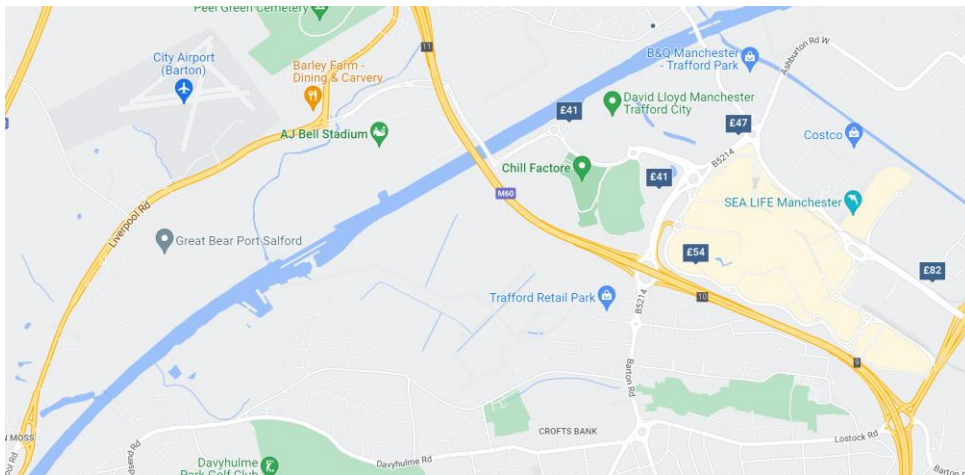 Peel Green Cemetery
11
B&Q Manchester
- Trafford Park
Ashburton Rd W
City Airport
(Barton)
Barley Farm -
Dining & Carvery
David Lloyd Manchester
Trafford City
£41
£47
Costco
AJ Bell Stadium
B5214
Chill Factore
£41
M60
SEA LIFE Manchester
Liverpool Rd
Great Bear Port Salford
£54
£82
Trafford Retail Park
10
B5214
9
Barton Rd
N MOSS
CROFTS BANK
Lostock Rd
Davyhulme Rd
Davyhulme
Park Golf Club
Barton